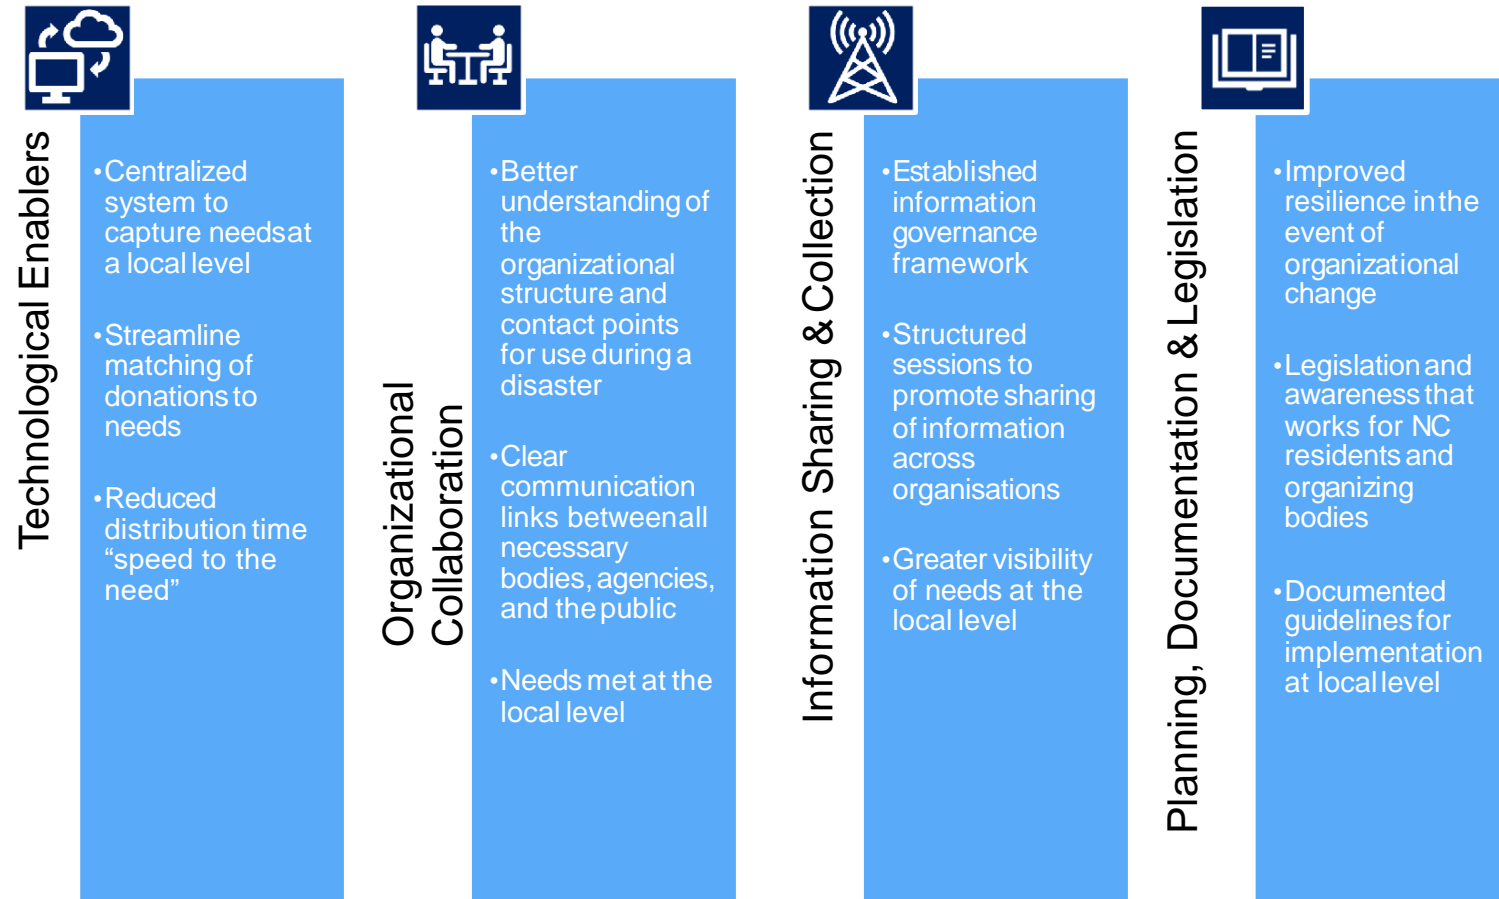 Technological Enablers
•Centralized
system to
capture needs at
a local level
•Streamline
matching of
donations to
needs
•Reduced
distribution time
“speed to the
need”
Organizational
Collaboration
•Better
understanding of
the
organizational
structure and
contact points
for use during a
disaster
•Clear
communication
links between all
necessary
bodies, agencies,
and the public
•Needs met at the
local level
Information Sharing & Collection
•Established
information
governance
framework
•Structured
sessions to
promote sharing
of information
across
organisations
•Greater visibility
of needs at the
local level
Planning, Documentation & Legislation
•Improved
resilience in the
event of
organizational
change
•Legislation and
awareness that
works for NC
residents and
organizing
bodies
•Documented
guidelines for
implementation
at local level